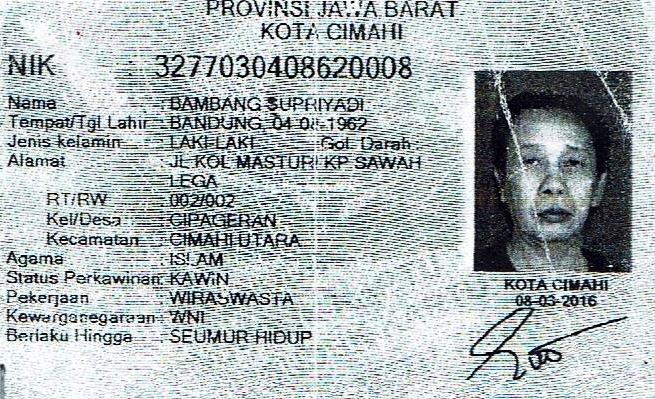 PROVINSI JAWA BARAT
KOTA CIMAHI
NIK : 3277030408620008
Nama : BAMBANG SUPRIYADI
Tempat/Tgl Lahir : BANDUNG, 04-08-1962
Jenis kelamin : LAKI-LAKI Gol. Darah :
Alamat : JL KOL MASTURI KP SAWAH
LEGA
RT/RW : 002/002
Kel/Desa : CIPAGERAN
Kecamatan : CIMAHI UTARA
Agama : ISLAM
Status Perkawinan: KAWIN
Pekerjaan : WIRASWASTA
Kewarganegaraan : WNI
Berlaku Hingga : SEUMUR HIDUP
KOTA CIMAHI
08-03-2016